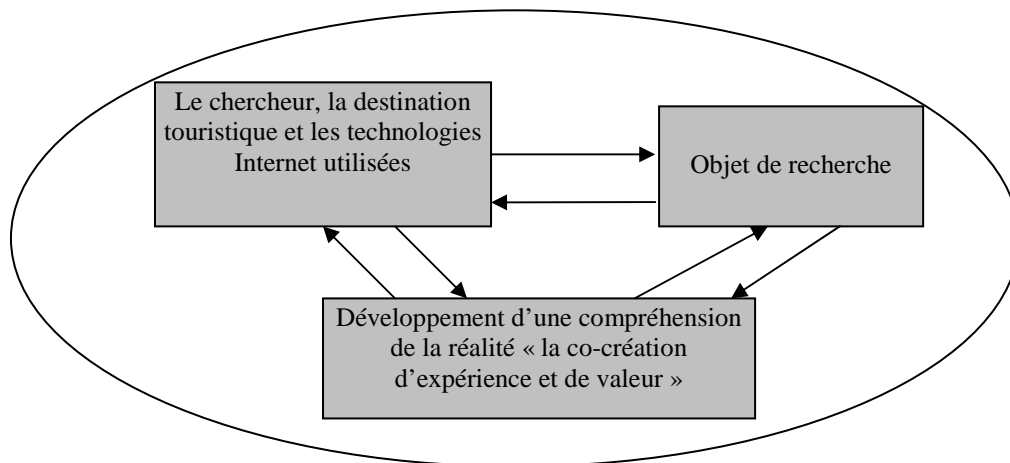 Le chercheur, la destination
touristique et les technologies
Internet utilisées
Objet de recherche
Développement d’une compréhension
de la réalité « la co-création
d’expérience et de valeur »